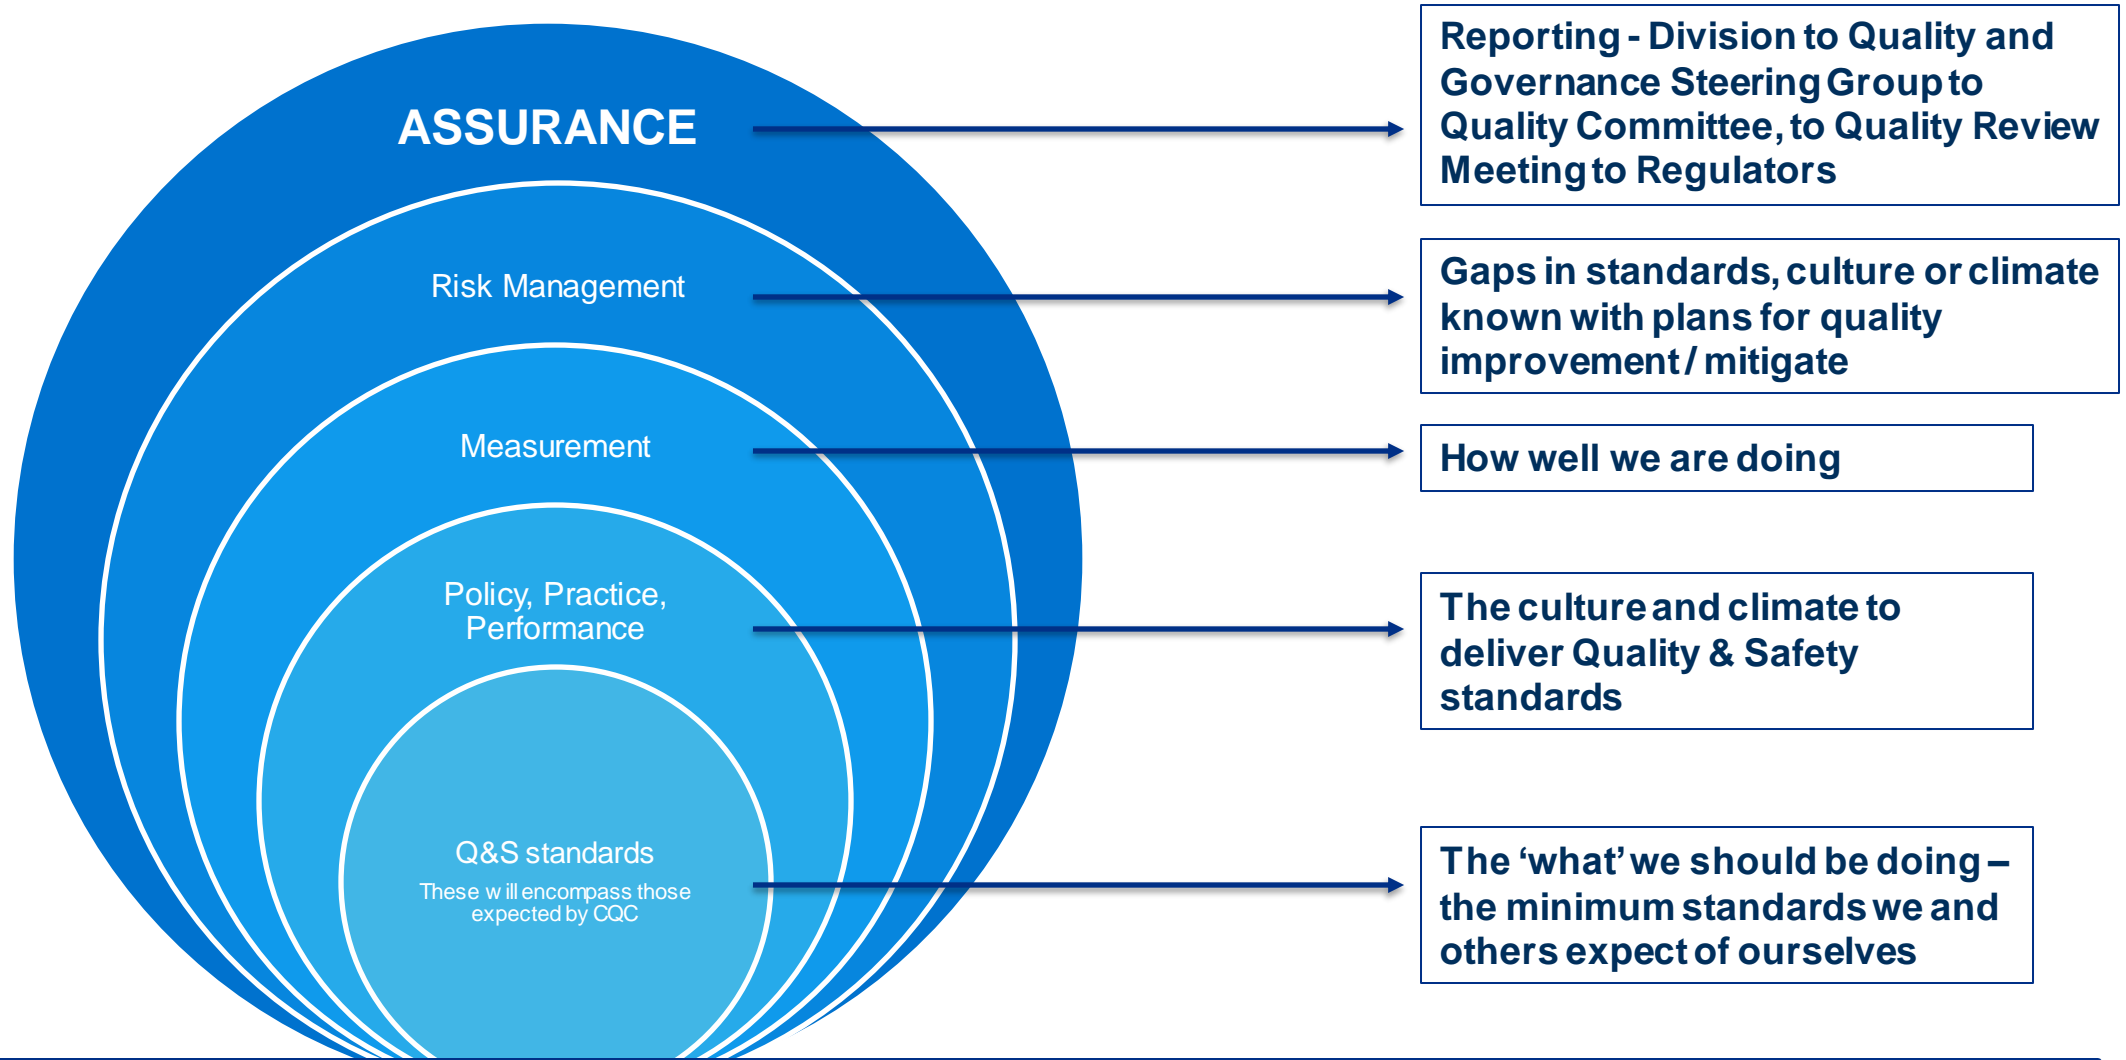 ASSURANCE
Reporting - Division to Quality and
Governance Steering Group to
Quality Committee, to Quality Review
Meeting to Regulators
Risk Management
Gaps in standards, culture or climate
known with plans for quality
improvement / mitigate
Measurement
How well we are doing
Policy, Practice,
Performance
The culture and climate to
deliver Quality & Safety
standards
Q&S standards
These will encompass those
expected by CQC
The ‘what’ we should be doing –
the minimum standards we and
others expect of ourselves